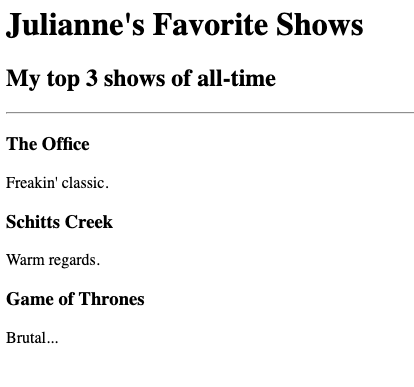 Julianne's Favorite Shows
My top 3 shows of all-time
The Office
Freakin' classic.
Schitts Creek
Warm regards.
Game of Thrones
Brutal...